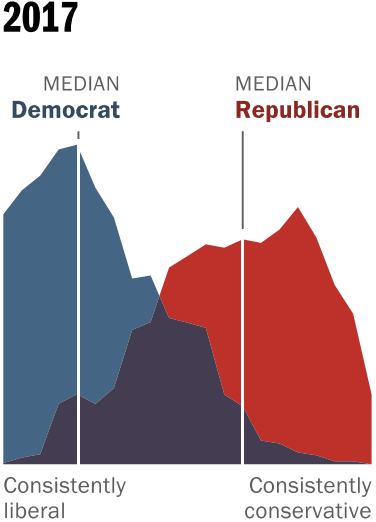 2017
MEDIAN
Democrat
MEDIAN
Republican
Consistently
liberal
Consistently
conservative